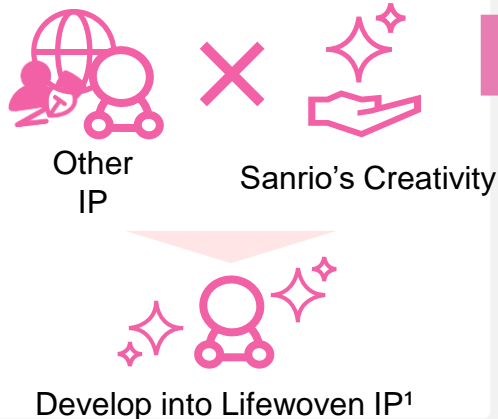 Other
IP
Sanrio’s Creativity
Develop into Lifewoven IP¹